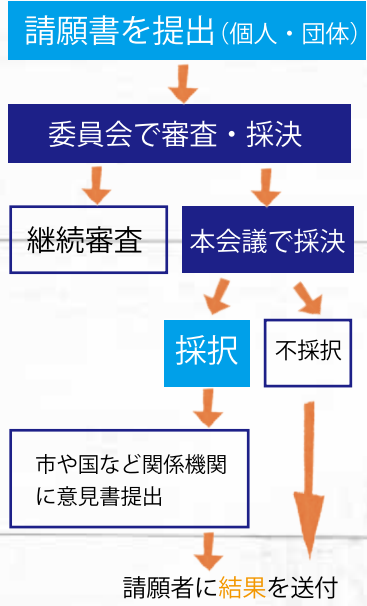 請願書を提出（個人・団体）
委員会で審査・採決
継続審査
本会議で採決
採択
不採択
市や国など関係機関
に意見書提出
請願者に結果を送付